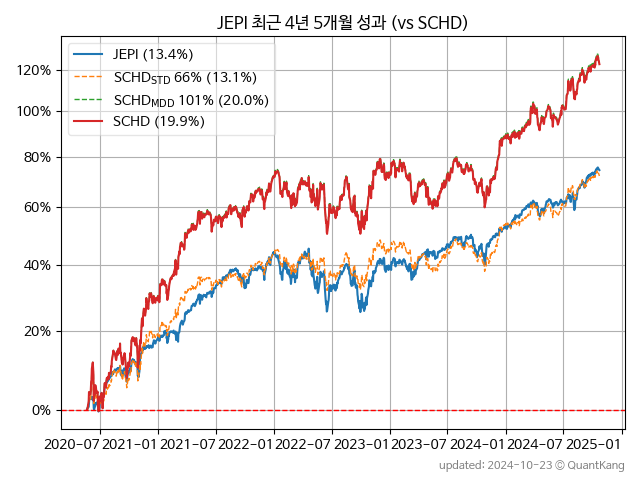 JEPI 최근 4년 5개월 성과 (vs SCHD)
JEPI (13.4%)
SCHD_STD 66% (13.1%)
SCHD_MDD 101% (20.0%)
SCHD (19.9%)
120%
100%
80%
60%
40%
20%
0%
2020-07 2021-01 2021-07 2022-01 2022-07 2023-01 2023-07 2024-01 2024-07 2025-01
updated: 2024-10-23 © QuantKang